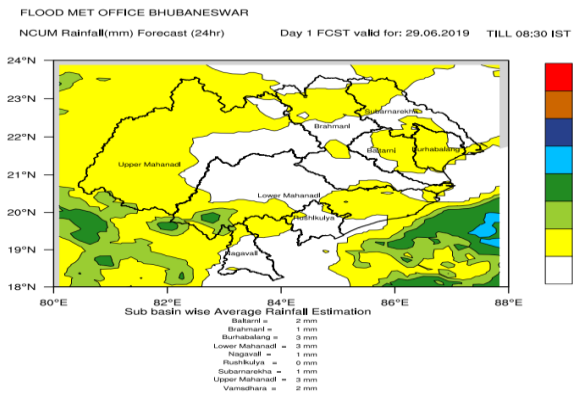 FLOOD MET OFFICE BHUBANESWAR
NCUM Rainfall(mm) Forecast (24hr) Day 1 FCST valid for: 29.06.2019 TILL 08:30 IST
24°N
23°N
22°N
21°N
20°N
19°N
18°N
Subarnarekha
Brahmani
Baitarni Burhabalang
Upper Mahanadi
Lower Mahanadi
Rushikulya
Nagavali
80°E 82°E 84°E 86°E 88°E
Sub basin wise Average Rainfall Estimation
Baitarni = 2 mm
Brahmani = 1 mm
Burhabalang = 3 mm
Lower Mahanadi = 3 mm
Nagavali = 1 mm
Rushikulya = 0 mm
Subarnarekha = 1 mm
Upper Mahanadi = 3 mm
Vamsdhara = 2 mm